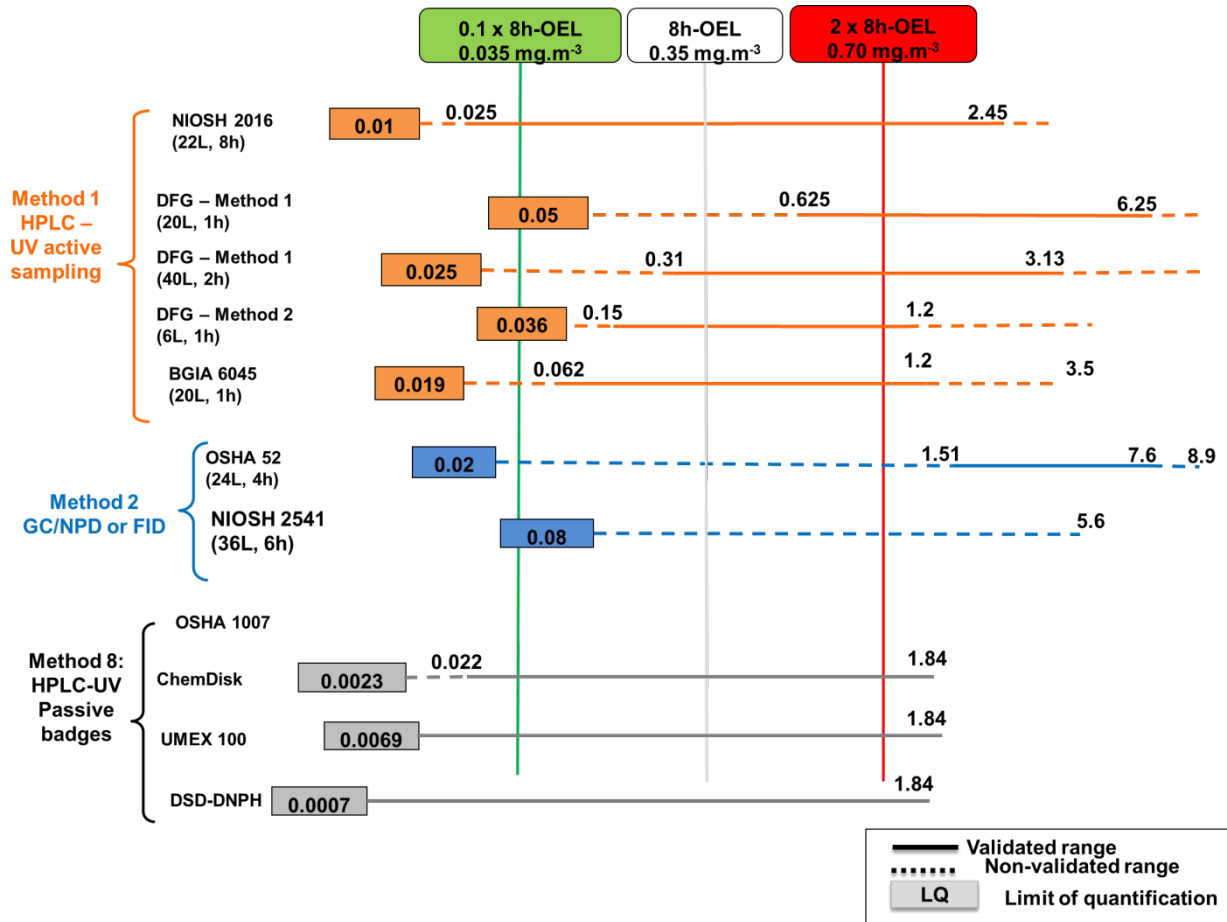 0.1 x 8h-OEL
0.035 mg.m⁻³
8h-OEL
0.35 mg.m⁻³
2 x 8h-OEL
0.70 mg.m⁻³
Method 1
HPLC –
UV active
sampling
NIOSH 2016
(22L, 8h)
0.01
0.025
2.45
DFG – Method 1
(20L, 1h)
0.05
0.625
6.25
DFG – Method 1
(40L, 2h)
0.025
0.31
3.13
DFG – Method 2
(6L, 1h)
0.036
0.15
1.2
BGIA 6045
(20L, 1h)
0.019
0.062
1.2
3.5
Method 2
GC/NPD or FID
OSHA 52
(24L, 4h)
0.02
1.51
7.6
8.9
NIOSH 2541
(36L, 6h)
0.08
5.6
Method 8:
HPLC-UV
Passive
badges
OSHA 1007
ChemDisk
0.0023
0.022
1.84
UMEX 100
0.0069
1.84
DSD-DNPH
0.0007
1.84
Validated range
Non-validated range
LQ
Limit of quantification